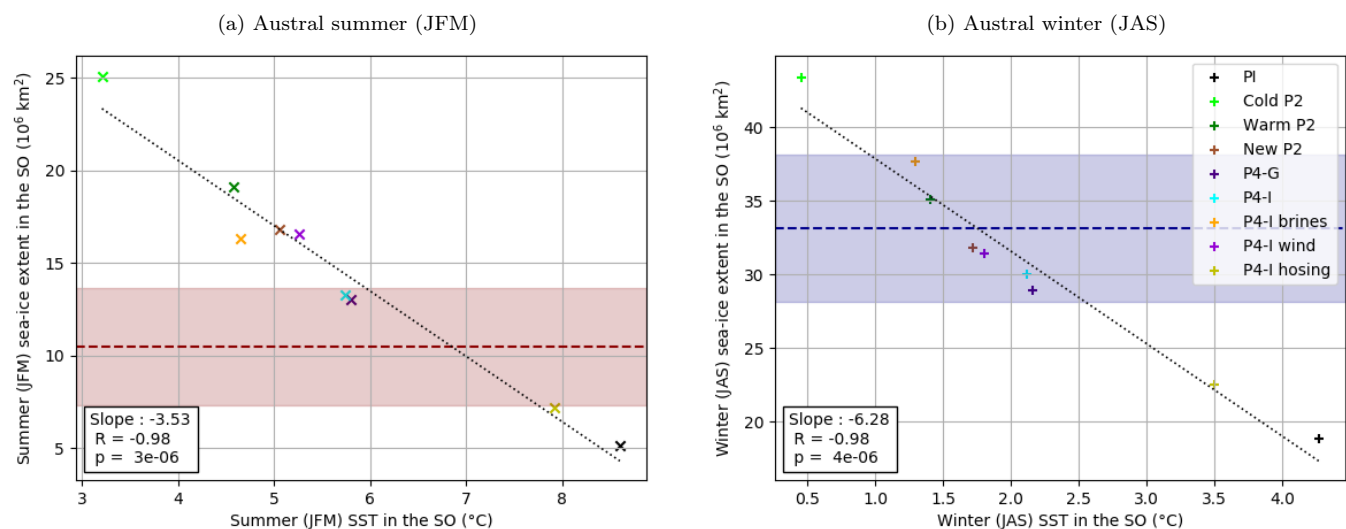 (a) Austral summer (JFM)
Summer (JFM) sea-ice extent in the SO (10⁶ km²)
25
20
15
10
5
Slope : -3.53
R = -0.98
p = 3e-06
3 4 5 6 7 8
Summer (JFM) SST in the SO (°C)
(b) Austral winter (JAS)
Winter (JAS) sea-ice extent in the SO (10⁶ km²)
40
35
30
25
20
PI
Cold P2
Warm P2
New P2
P4-G
P4-I
P4-I brines
P4-I wind
P4-I hosing
Slope : -6.28
R = -0.98
p = 4e-06
0.5 1.0 1.5 2.0 2.5 3.0 3.5 4.0
Winter (JAS) SST in the SO (°C)